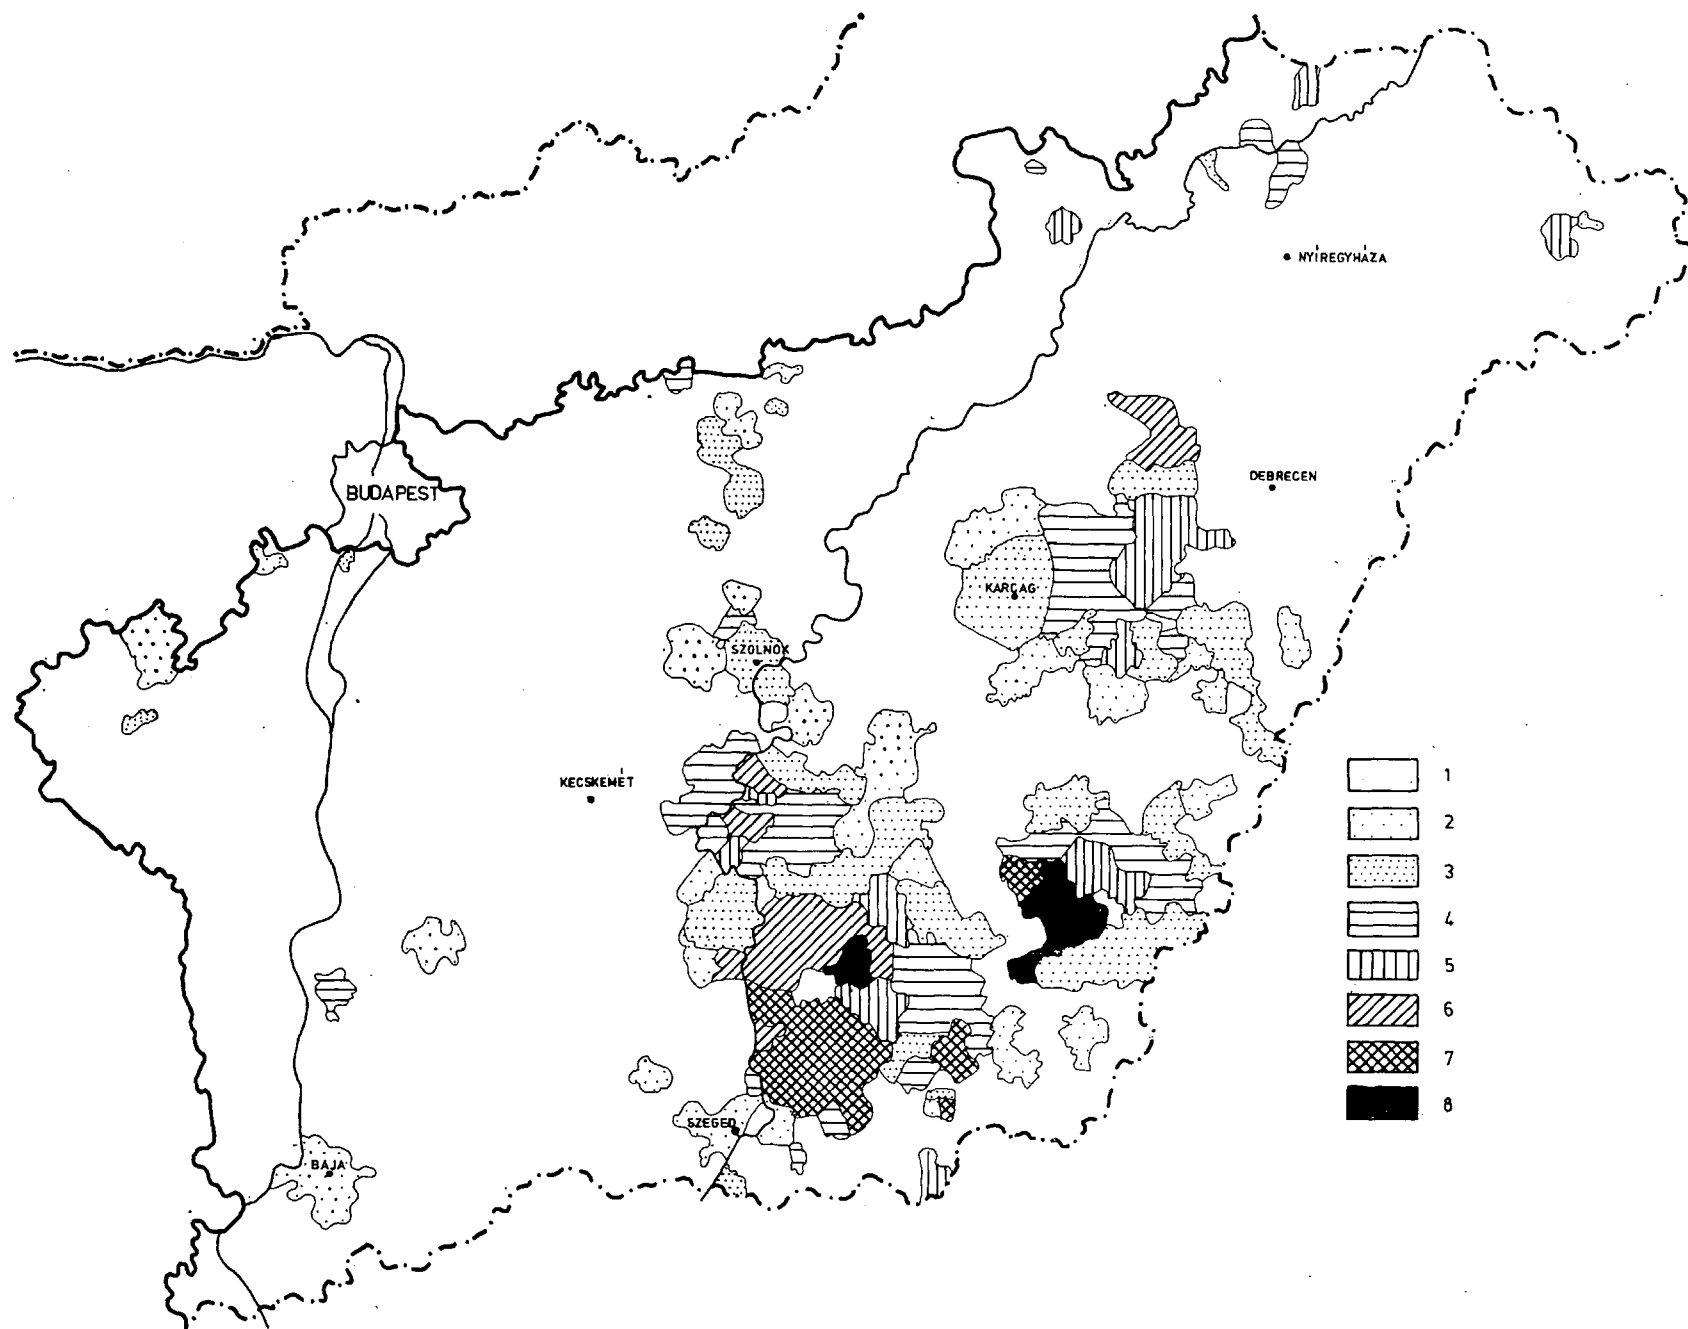 NYÍREGYHÁZA
DEBRECEN
BUDAPEST
KARCAG
SZOLNOK
KECSKEMÉT
SZEGED
BAJA
1
2
3
4
5
6
7
8